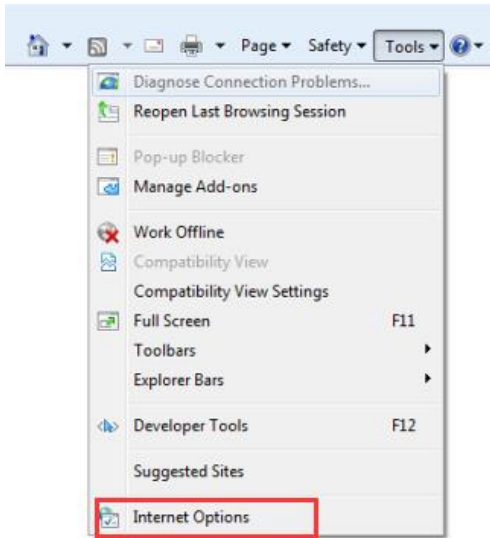 Page Safety Tools
Diagnose Connection Problems...
Reopen Last Browsing Session
Pop-up Blocker
Manage Add-ons
Work Offline
Compatibility View
Compatibility View Settings
Full Screen F11
Toolbars
Explorer Bars
Developer Tools F12
Suggested Sites
Internet Options